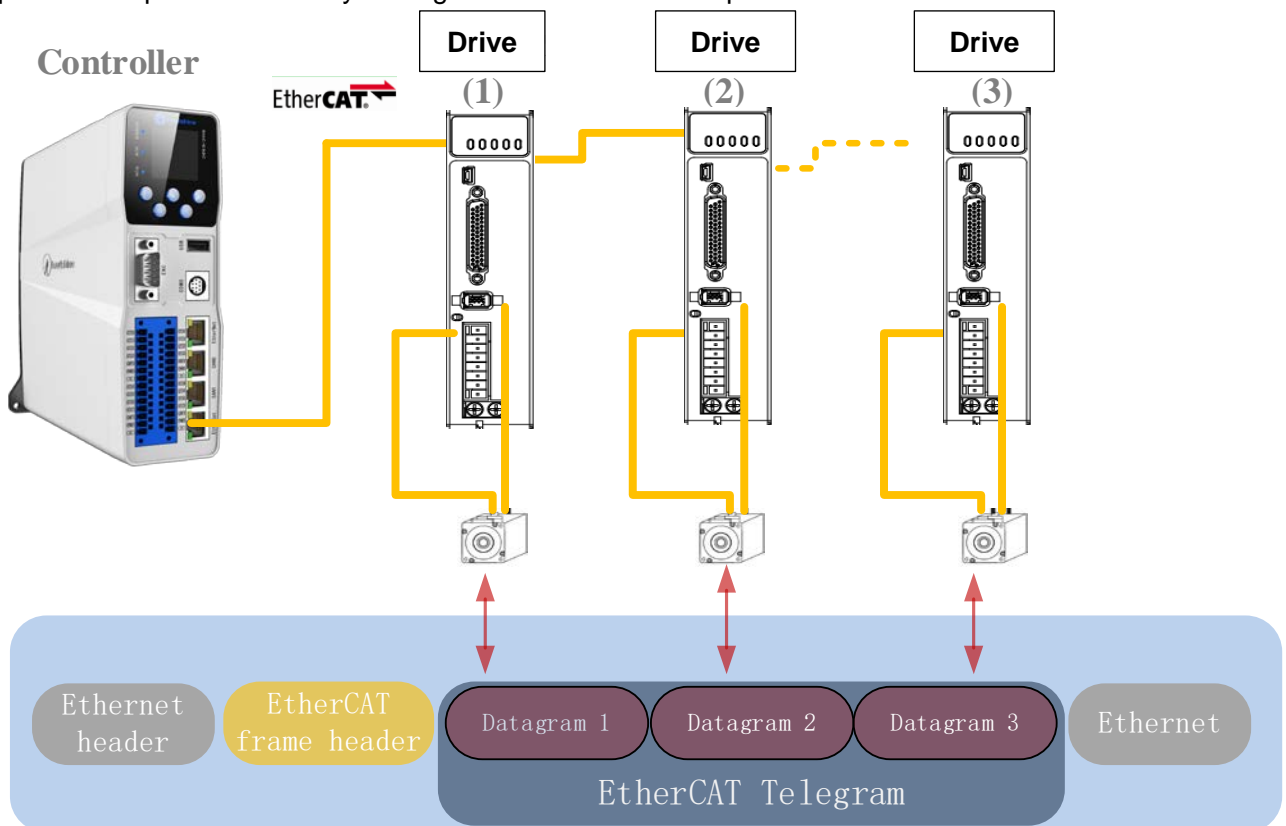 Drive
Drive
Drive
Controller
EtherCAT.
(1)
(2)
(3)
00000
00000
00000
Ethernet
header
EtherCAT
frame header
Datagram 1
Datagram 2
Datagram 3
Ethernet
EtherCAT Telegram